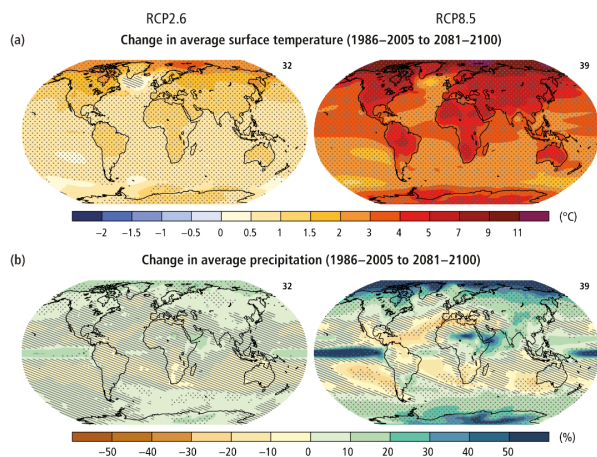 RCP2.6 RCP8.5
(a) Change in average surface temperature (1986–2005 to 2081–2100)
32 39
−2 −1.5 −1 −0.5 0 0.5 1 1.5 2 3 4 5 7 9 11 (°C)
(b) Change in average precipitation (1986–2005 to 2081–2100)
32 39
−50 −40 −30 −20 −10 0 10 20 30 40 50 (%)